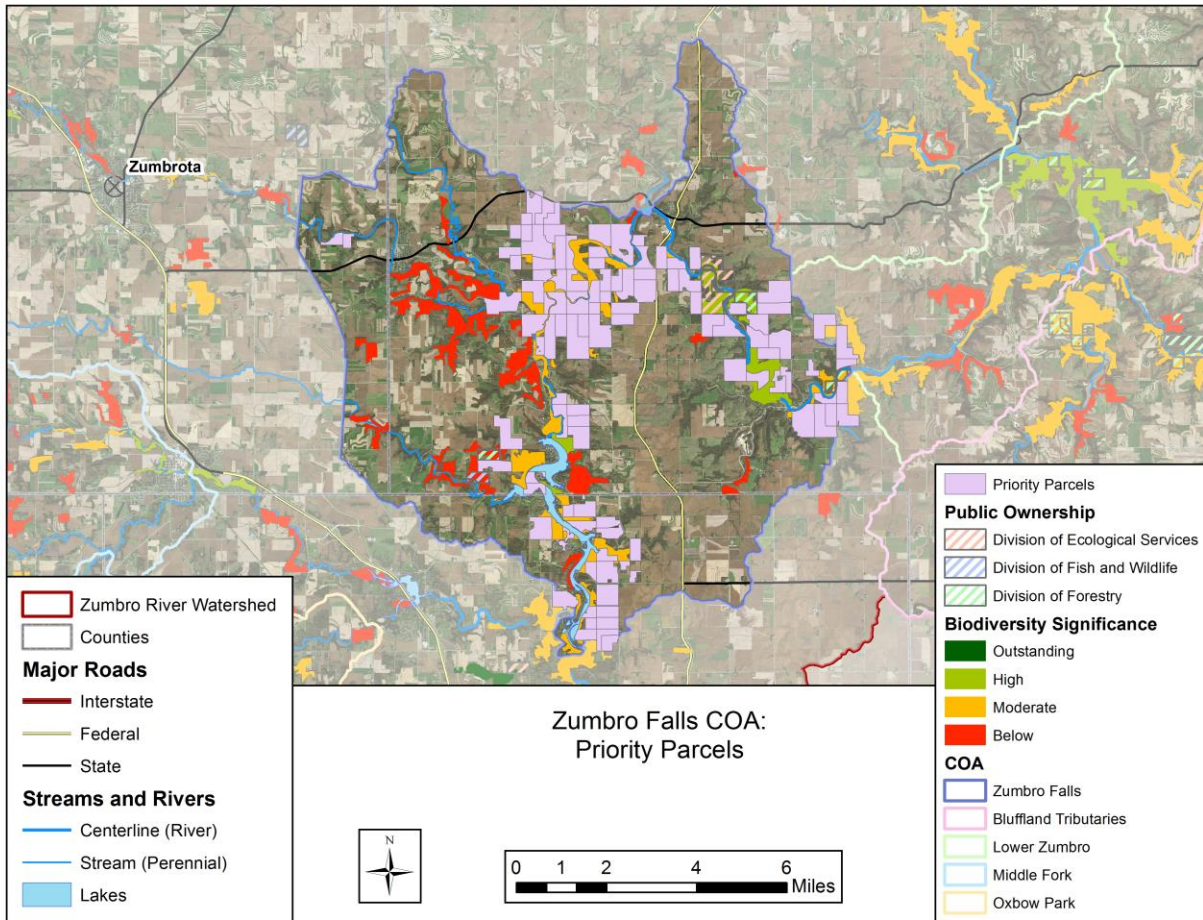 Zumbrota
Zumbro River Watershed
Counties
Major Roads
Interstate
Federal
State
Streams and Rivers
Centerline (River)
Stream (Perennial)
Lakes
Zumbro Falls COA:
Priority Parcels
N
0 1 2 4 6
Miles
Priority Parcels
Public Ownership
Division of Ecological Services
Division of Fish and Wildlife
Division of Forestry
Biodiversity Significance
Outstanding
High
Moderate
Below
COA
Zumbro Falls
Bluffland Tributaries
Lower Zumbro
Middle Fork
Oxbow Park